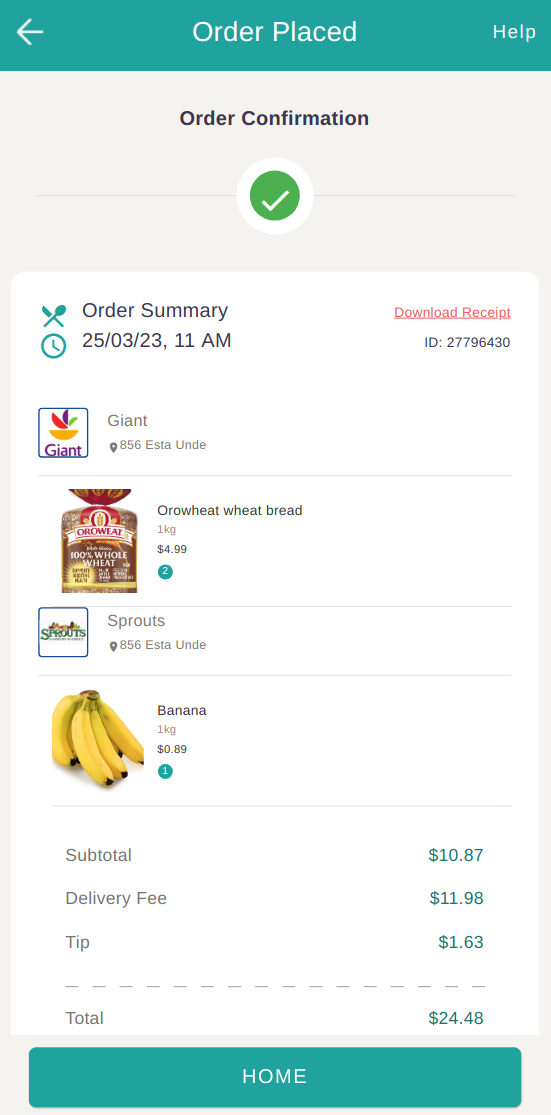 Order Placed
Help
Order Confirmation
Order Summary
Download Receipt
25/03/23, 11 AM
ID: 27796430
Giant
Giant
856 Esta Unde
OROWEAT
100% WHOLE
WHEAT
Orowheat wheat bread
1kg
$4.99
2
SPROUTS
Sprouts
856 Esta Unde
Banana
1kg
$0.89
1
Subtotal
$10.87
Delivery Fee
$11.98
Tip
$1.63
Total
$24.48
HOME